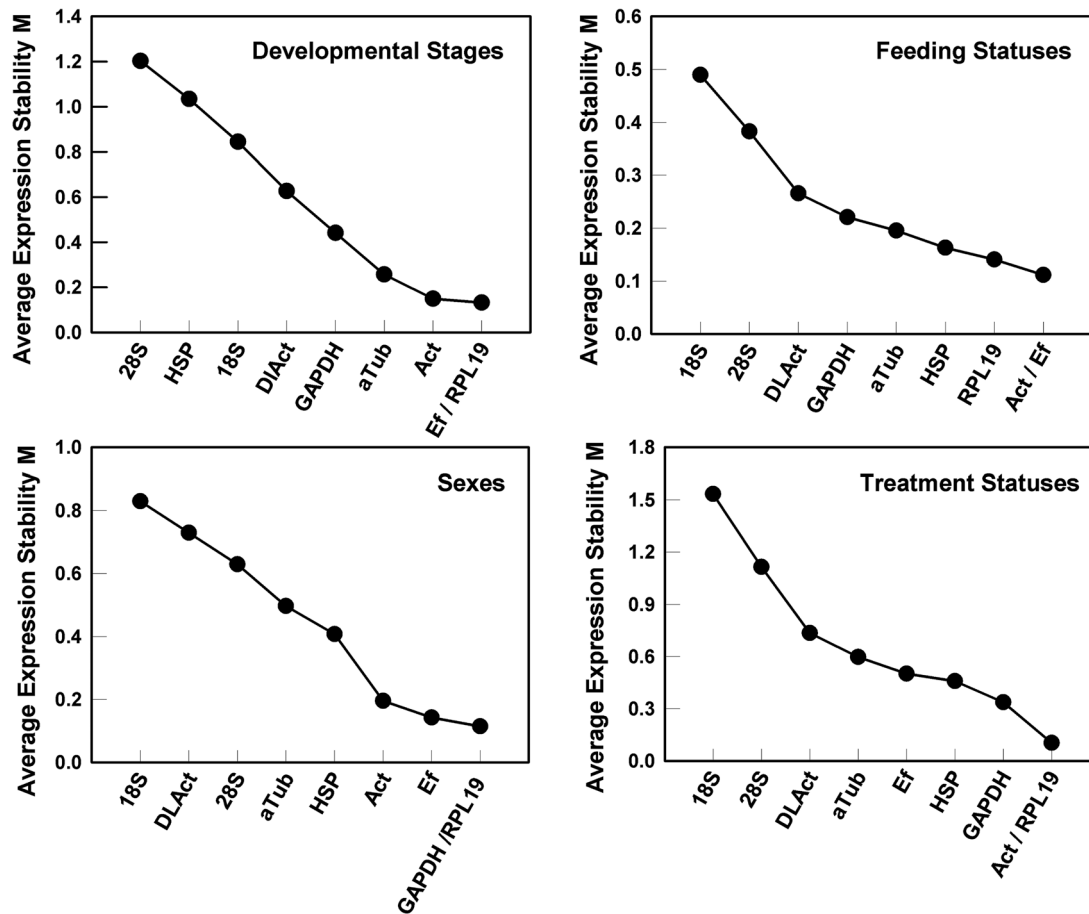 Average Expression Stability M
1.4
1.2
1.0
0.8
0.6
0.4
0.2
0.0
Developmental Stages
28S
HSP
18S
DlAct
GAPDH
aTub
Act
Ef / RPL19
Average Expression Stability M
0.6
0.5
0.4
0.3
0.2
0.1
0.0
Feeding Statuses
18S
28S
DLAct
GAPDH
aTub
HSP
RPL19
Act / Ef
Average Expression Stability M
1.0
0.8
0.6
0.4
0.2
0.0
Sexes
18S
DLAct
28S
aTub
HSP
Act
Ef
GAPDH /RPL19
Average Expression Stability M
1.8
1.5
1.2
0.9
0.6
0.3
0.0
Treatment Statuses
18S
28S
DLAct
aTub
Ef
HSP
GAPDH
Act / RPL19